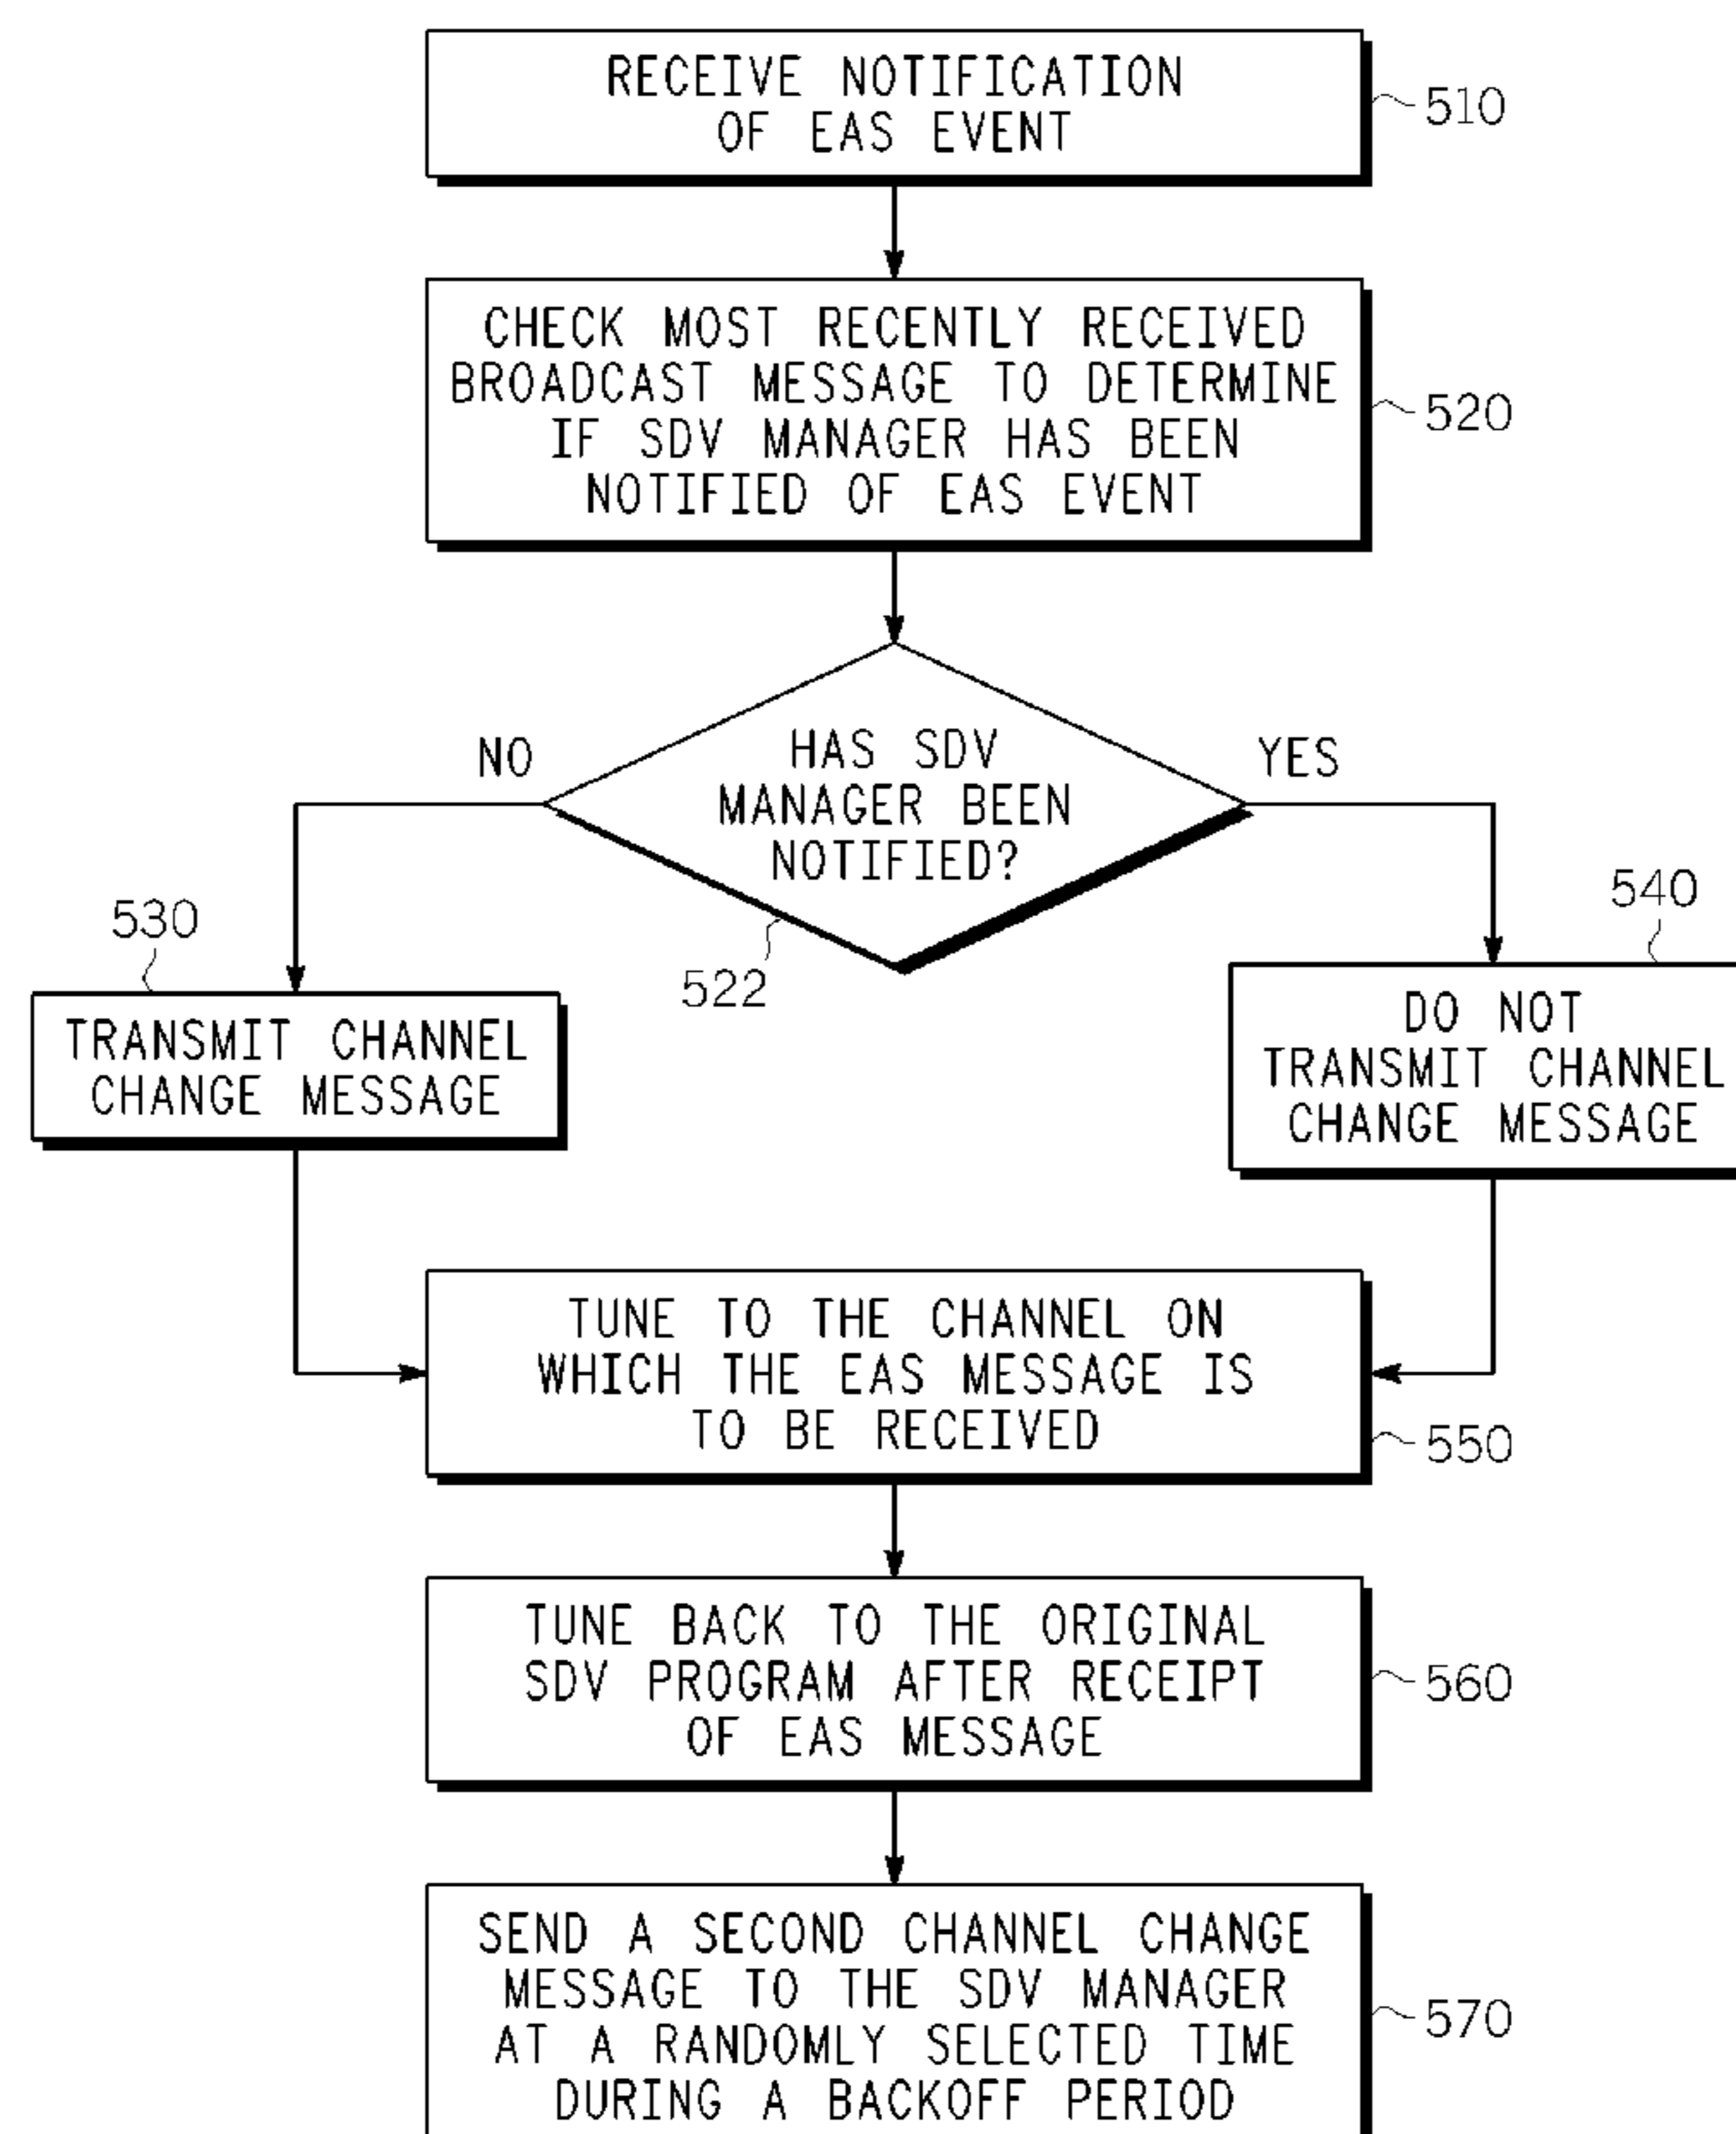 RECEIVE NOTIFICATION
OF EAS EVENT
510
CHECK MOST RECENTLY RECEIVED
BROADCAST MESSAGE TO DETERMINE
IF SDV MANAGER HAS BEEN
NOTIFIED OF EAS EVENT
520
HAS SDV
MANAGER BEEN
NOTIFIED?
NO
YES
522
530
TRANSMIT CHANNEL
CHANGE MESSAGE
540
DO NOT
TRANSMIT CHANNEL
CHANGE MESSAGE
TUNE TO THE CHANNEL ON
WHICH THE EAS MESSAGE IS
TO BE RECEIVED
550
TUNE BACK TO THE ORIGINAL
SDV PROGRAM AFTER RECEIPT
OF EAS MESSAGE
560
SEND A SECOND CHANNEL CHANGE
MESSAGE TO THE SDV MANAGER
AT A RANDOMLY SELECTED TIME
DURING A BACKOFF PERIOD
570